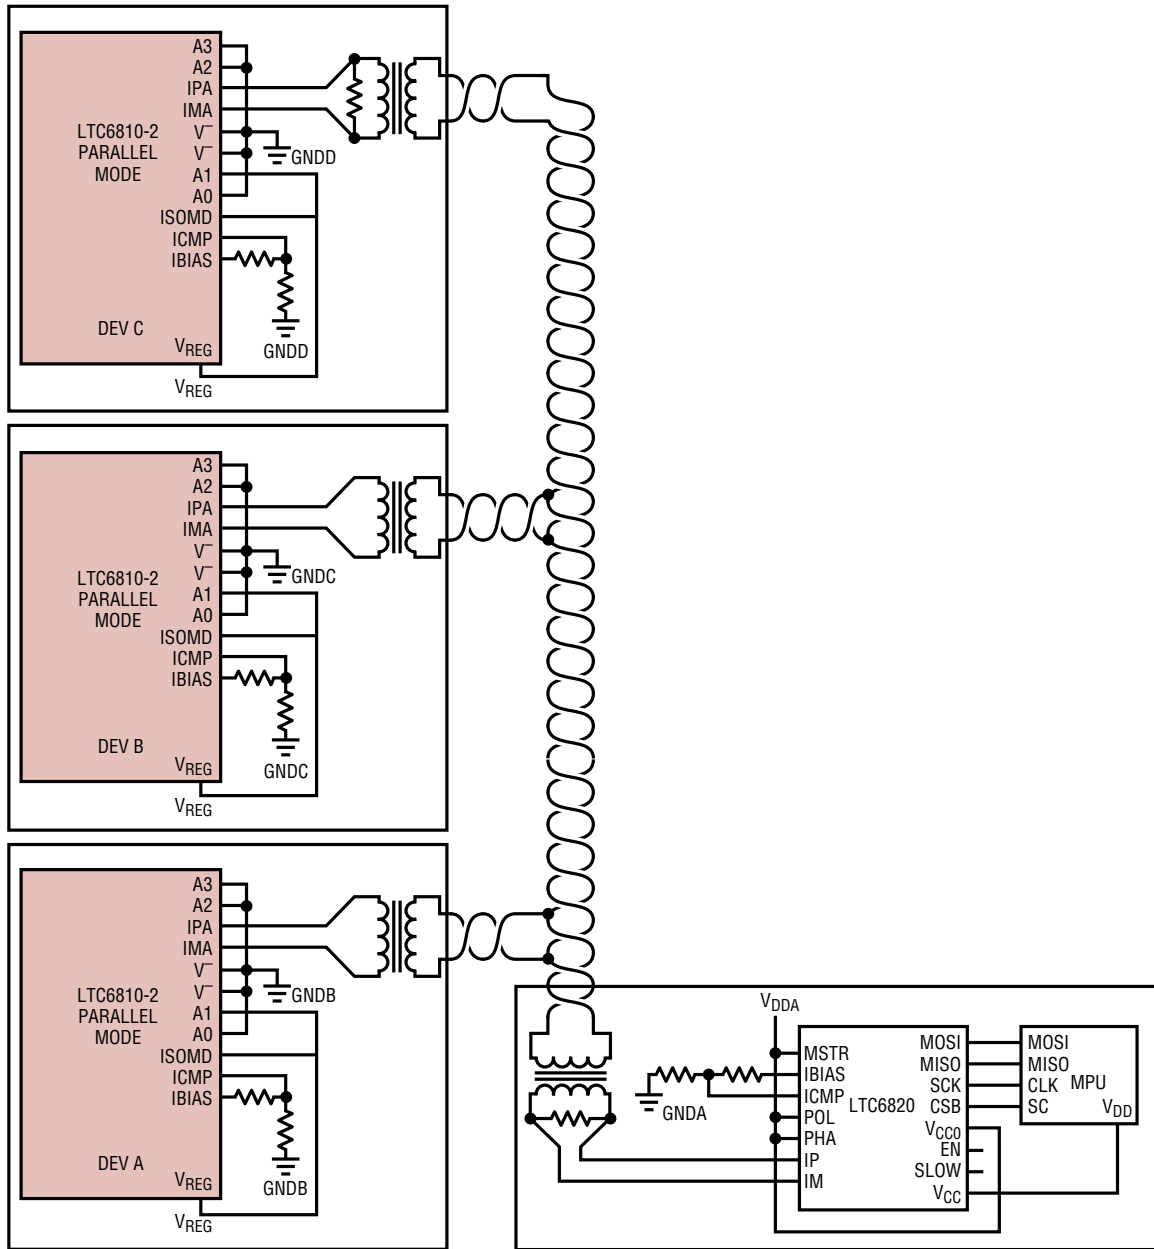 A3
A2
IPA
IMA
V⁻
V⁻
A1
A0
ISOMD
ICMP
IBIAS
LTC6810-2
PARALLEL
MODE
GNDD
GNDD
DEV C
VREG
VREG
A3
A2
IPA
IMA
V⁻
V⁻
A1
A0
ISOMD
ICMP
IBIAS
LTC6810-2
PARALLEL
MODE
GNDC
GNDC
DEV B
VREG
VREG
A3
A2
IPA
IMA
V⁻
V⁻
A1
A0
ISOMD
ICMP
IBIAS
LTC6810-2
PARALLEL
MODE
GNDB
GNDB
DEV A
VREG
VREG
VDDA
GNDA
MSTR
IBIAS
ICMP
POL
PHA
IP
IM
LTC6820
MOSI
MISO
SCK
CSB
VCC0
EN
SLOW
VCC
MOSI
MISO
CLK
SC
MPU
VDD